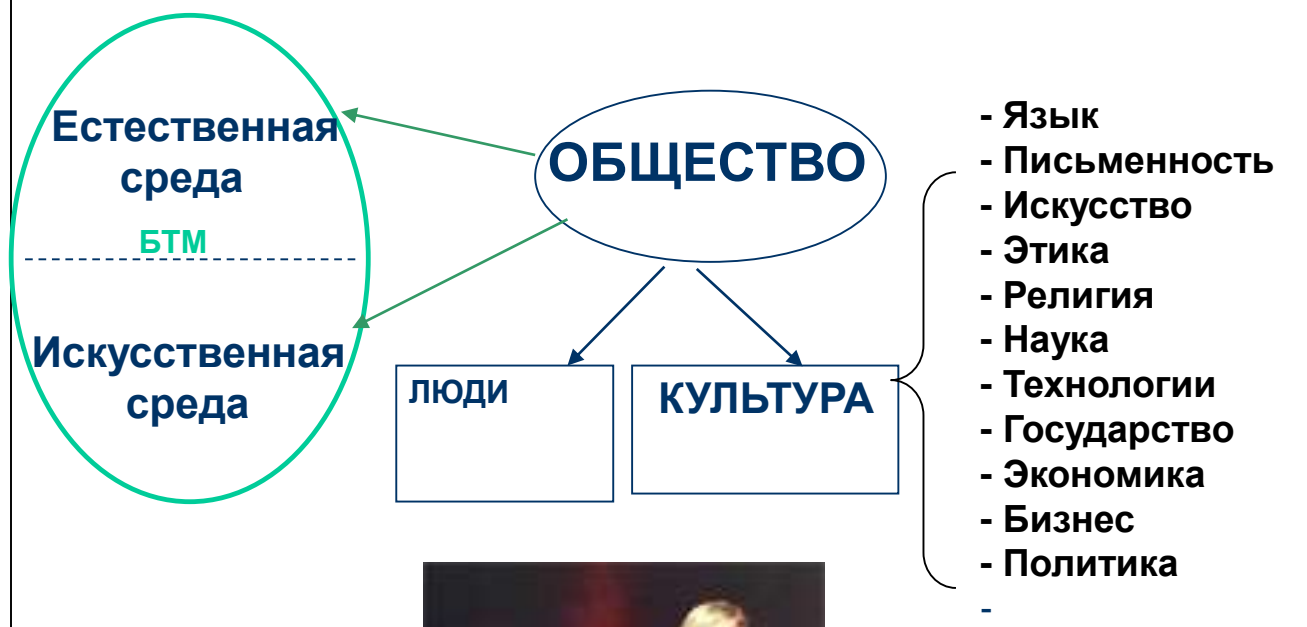 Естественная
среда
БТМ
Искусственная
среда
ОБЩЕСТВО
ЛЮДИ
КУЛЬТУРА
- Язык
- Письменность
- Искусство
- Этика
- Религия
- Наука
- Технологии
- Государство
- Экономика
- Бизнес
- Политика
-